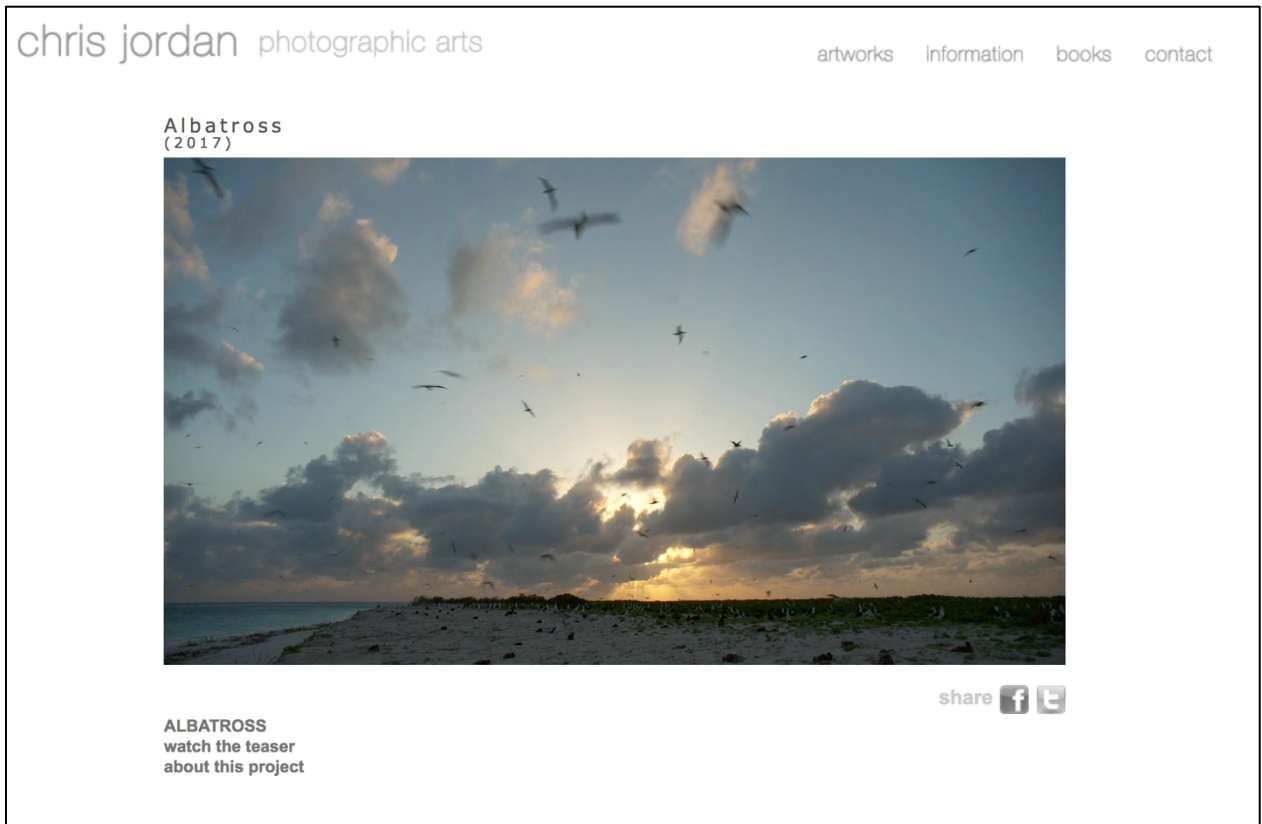 chris jordan photographic arts
artworks information books contact
Albatross
(2017)
share f t
ALBATROSS
watch the teaser
about this project